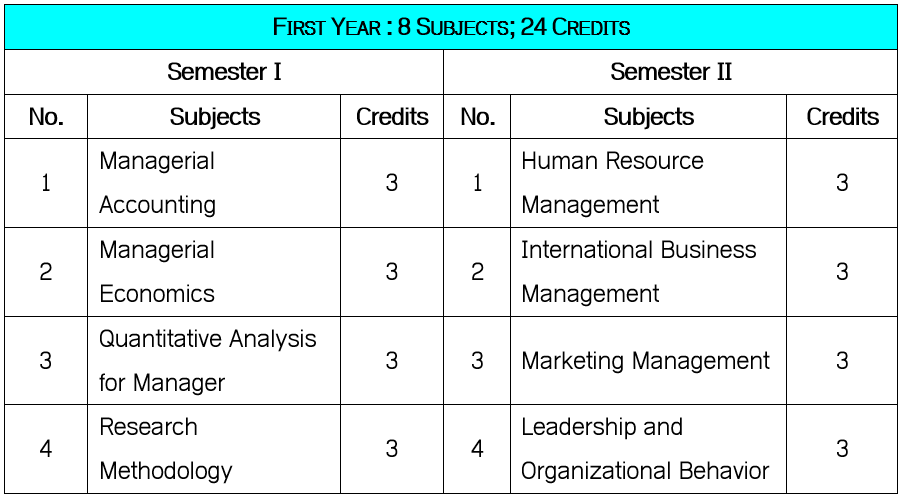 FIRST YEAR : 8 SUBJECTS; 24 CREDITS
Semester I
Semester II
No.
Subjects
Credits
No.
Subjects
Credits
1
Managerial
Accounting
3
1
Human Resource
Management
3
2
Managerial
Economics
3
2
International Business
Management
3
3
Quantitative Analysis
for Manager
3
3
Marketing Management
3
4
Research
Methodology
3
4
Leadership and
Organizational Behavior
3